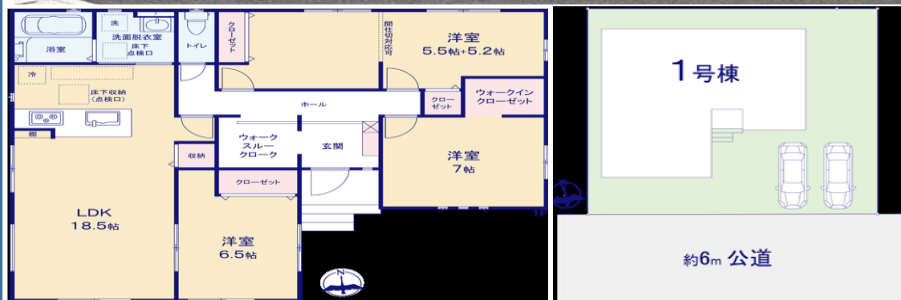 浴室
洗
洗面脱衣室
床下
点検口
トイレ
クローゼット
間仕切対応可
洋室
5.5帖+5.2帖
冷
床下収納
(点検口)
棚
ホール
クロー
ゼット
ウォークイン
クローゼット
ウォーク
スルー
クローク
玄関
収納
洋室
7帖
クローゼット
LDK
18.5帖
洋室
6.5帖
N
1号棟
約6m 公道